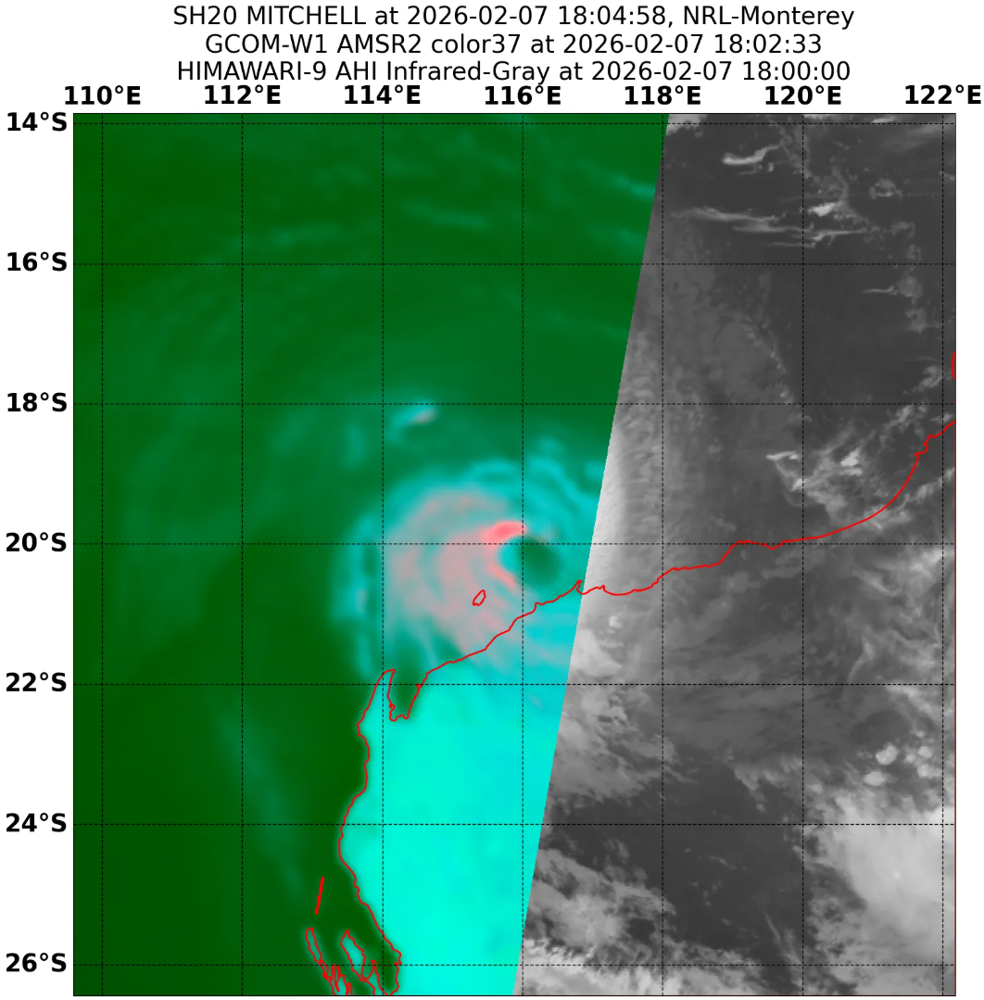 SH20 MITCHELL at 2026-02-07 18:04:58, NRL-Monterey
GCOM-W1 AMSR2 color37 at 2026-02-07 18:02:33
HIMAWARI-9 AHI Infrared-Gray at 2026-02-07 18:00:00
110°E 112°E 114°E 116°E 118°E 120°E 122°E
14°S
16°S
18°S
20°S
22°S
24°S
26°S